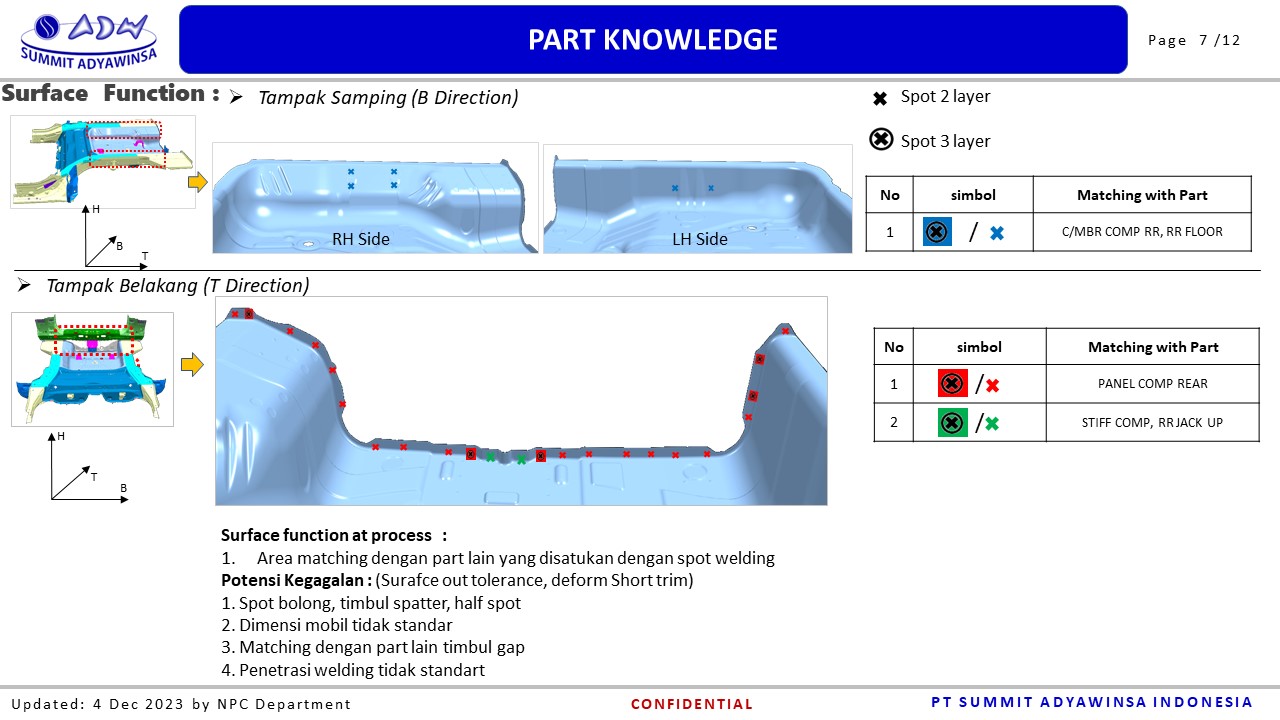 ADW
SUMMIT ADYAWINSA
PART KNOWLEDGE
Page 7 /12
Surface Function :
➢ Tampak Samping (B Direction)
Spot 2 layer
Spot 3 layer
H
B
T
RH Side
LH Side
No simbol Matching with Part
1 / C/MBR COMP RR, RR FLOOR
➢ Tampak Belakang (T Direction)
H
T
B
No simbol Matching with Part
1 / PANEL COMP REAR
2 / STIFF COMP, RR JACK UP
Surface function at process :
1. Area matching dengan part lain yang disatukan dengan spot welding
Potensi Kegagalan : (Surafce out tolerance, deform Short trim)
1. Spot bolong, timbul spatter, half spot
2. Dimensi mobil tidak standar
3. Matching dengan part lain timbul gap
4. Penetrasi welding tidak standart
Updated: 4 Dec 2023 by NPC Department
CONFIDENTIAL
PT SUMMIT ADYAWINSA INDONESIA